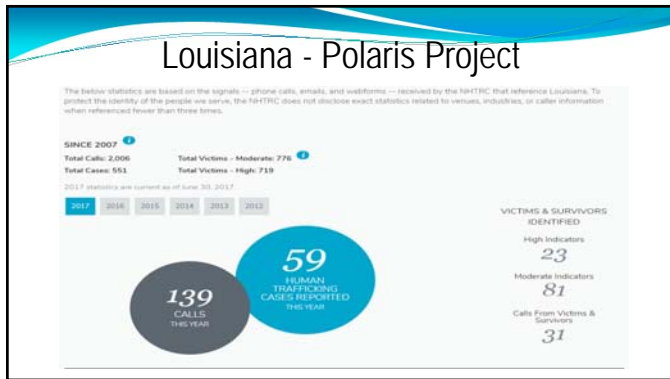 Louisiana - Polaris Project
The below statistics are based on the signals -- phone calls, emails, and webforms -- received by the NHTRC that reference Louisiana. To
protect the identity of the people we serve, the NHTRC does not disclose exact statistics related to venues, industries, or caller information
when referenced fewer than three times.
SINCE 2007 i
Total Calls: 2,006
Total Victims - Moderate: 776 i
Total Cases: 551
Total Victims - High: 719
2017 statistics are current as of June 30, 2017
2017 2016 2015 2014 2013 2012
139
CALLS
THIS YEAR
59
HUMAN
TRAFFICKING
CASES REPORTED
THIS YEAR
VICTIMS & SURVIVORS
IDENTIFIED
High Indicators
23
Moderate Indicators
81
Calls From Victims &
Survivors
31